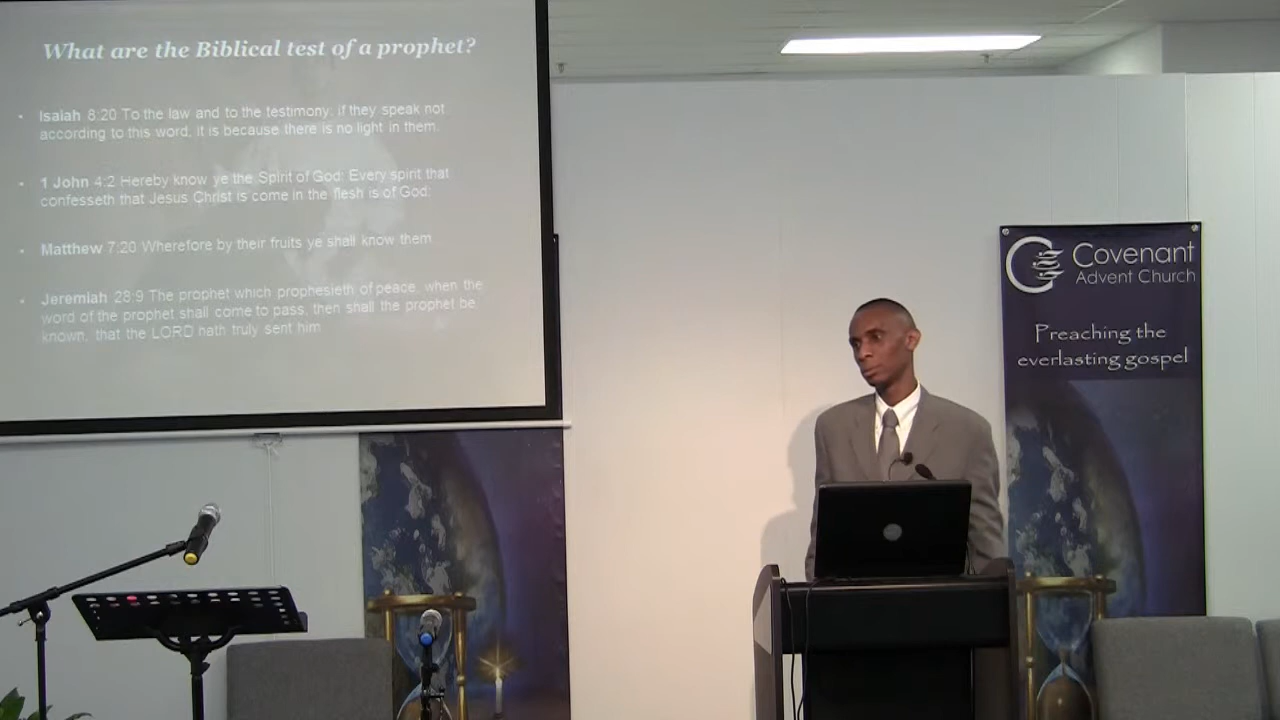 What are the Biblical test of a prophet?
• Isaiah 8:20 To the law and to the testimony: if they speak not
according to this word, it is because there is no light in them.
• 1 John 4:2 Hereby know ye the Spirit of God: Every spirit that
confesseth that Jesus Christ is come in the flesh is of God:
• Matthew 7:20 Wherefore by their fruits ye shall know them
• Jeremiah 28:9 The prophet which prophesieth of peace, when the
word of the prophet shall come to pass, then shall the prophet be
known, that the LORD hath truly sent him
Covenant
Advent Church
Preaching the
everlasting gospel